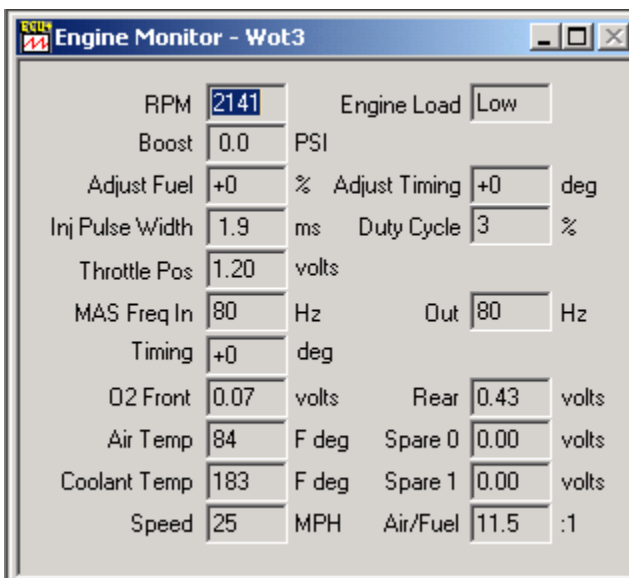 ECU+
Engine Monitor - Wot3
RPM 2141 Engine Load Low
Boost 0.0 PSI
Adjust Fuel +0 % Adjust Timing +0 deg
Inj Pulse Width 1.9 ms Duty Cycle 3 %
Throttle Pos 1.20 volts
MAS Freq In 80 Hz Out 80 Hz
Timing +0 deg
O2 Front 0.07 volts Rear 0.43 volts
Air Temp 84 F deg Spare 0 0.00 volts
Coolant Temp 183 F deg Spare 1 0.00 volts
Speed 25 MPH Air/Fuel 11.5 :1